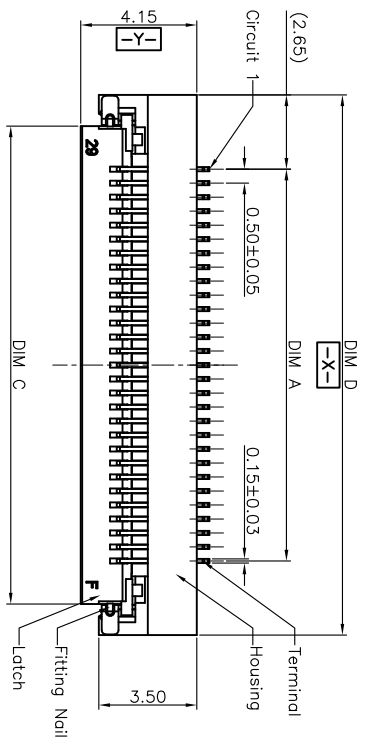 DIM D
-X-
(2.65)
DIM A
Circuit 1
0.50±0.05
0.15±0.03
Terminal
Housing
4.15
-Y-
3.50
29
F
DIM C
Fitting Nail
Latch